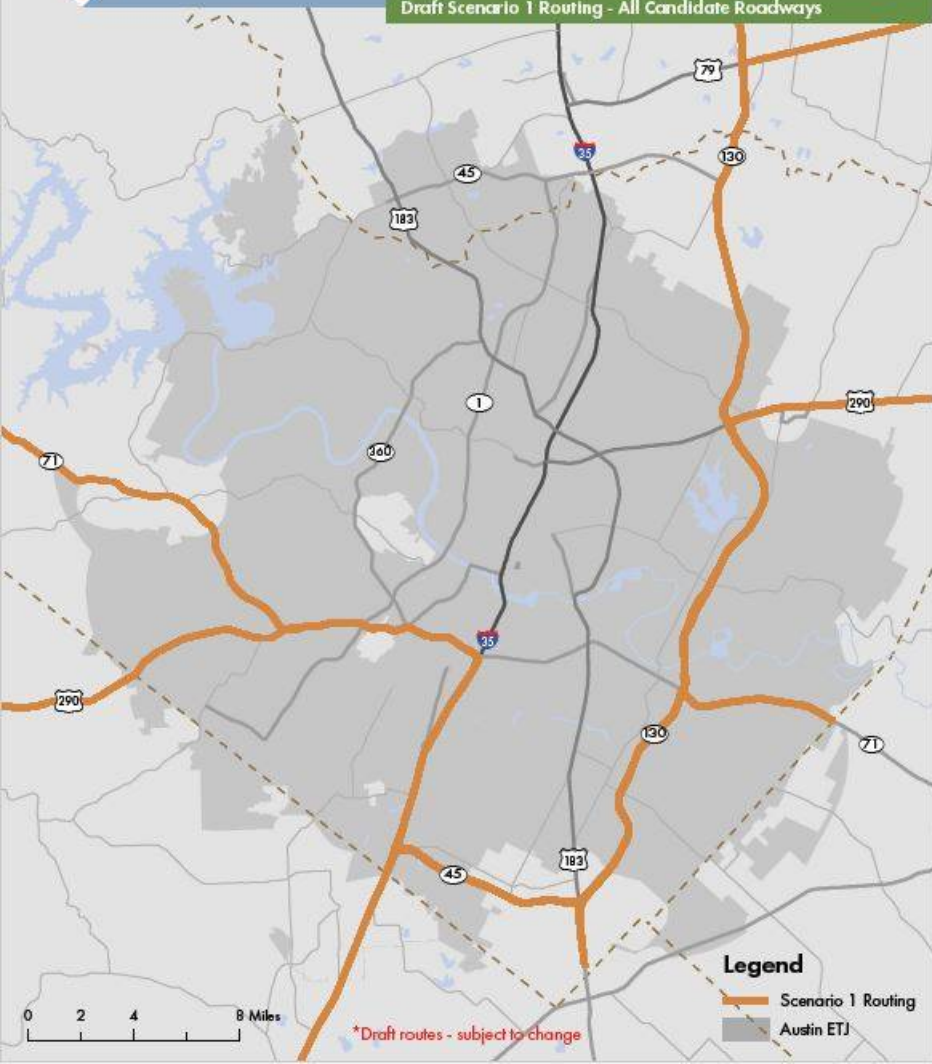 Draft Scenario 1 Routing - All Candidate Roadways
79
35
130
45
183
290
1
360
71
35
290
130
71
183
45
Legend
Scenario 1 Routing
Austin ETJ
0 2 4 8 Miles
*Draft routes - subject to change